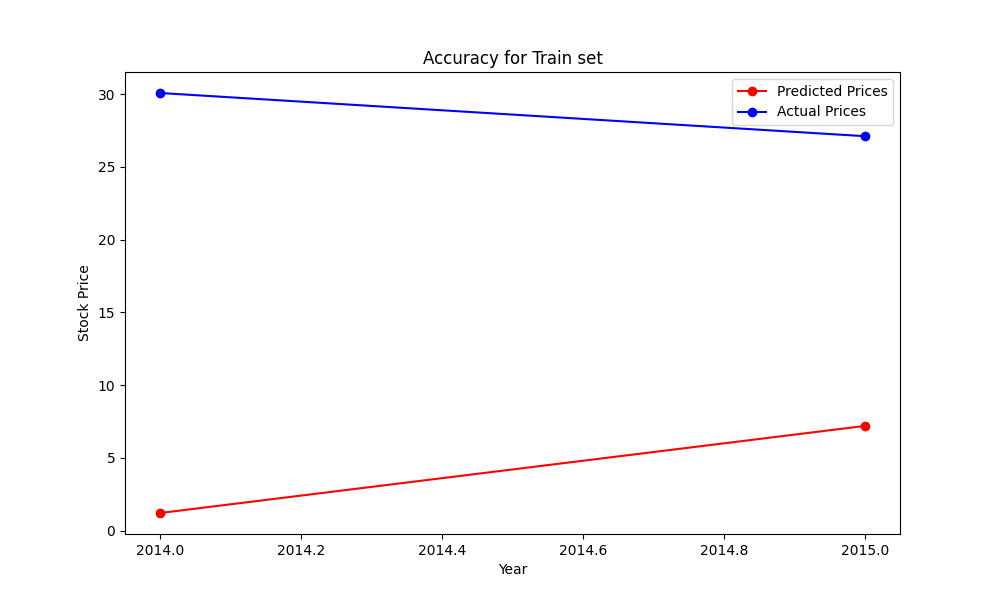 Accuracy for Train set
Predicted Prices
Actual Prices
Stock Price
30
25
20
15
10
5
0
2014.0 2014.2 2014.4 2014.6 2014.8 2015.0
Year